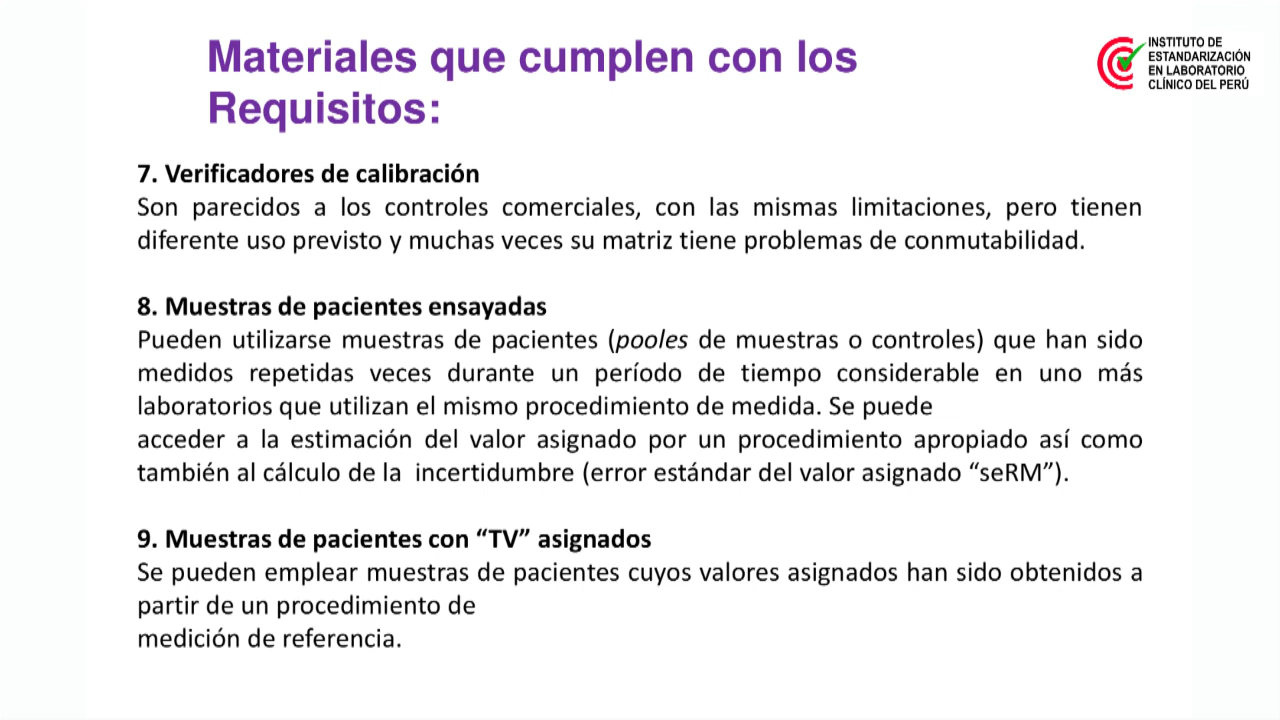 Materiales que cumplen con los
Requisitos:
INSTITUTO DE
ESTANDARIZACIÓN
EN LABORATORIO
CLÍNICO DEL PERÚ
7. Verificadores de calibración
Son parecidos a los controles comerciales, con las mismas limitaciones, pero tienen
diferente uso previsto y muchas veces su matriz tiene problemas de conmutabilidad.
8. Muestras de pacientes ensayadas
Pueden utilizarse muestras de pacientes (pooles de muestras o controles) que han sido
medidos repetidas veces durante un período de tiempo considerable en uno más
laboratorios que utilizan el mismo procedimiento de medida. Se puede
acceder a la estimación del valor asignado por un procedimiento apropiado así como
también al cálculo de la incertidumbre (error estándar del valor asignado “seRM”).
9. Muestras de pacientes con “TV” asignados
Se pueden emplear muestras de pacientes cuyos valores asignados han sido obtenidos a
partir de un procedimiento de
medición de referencia.